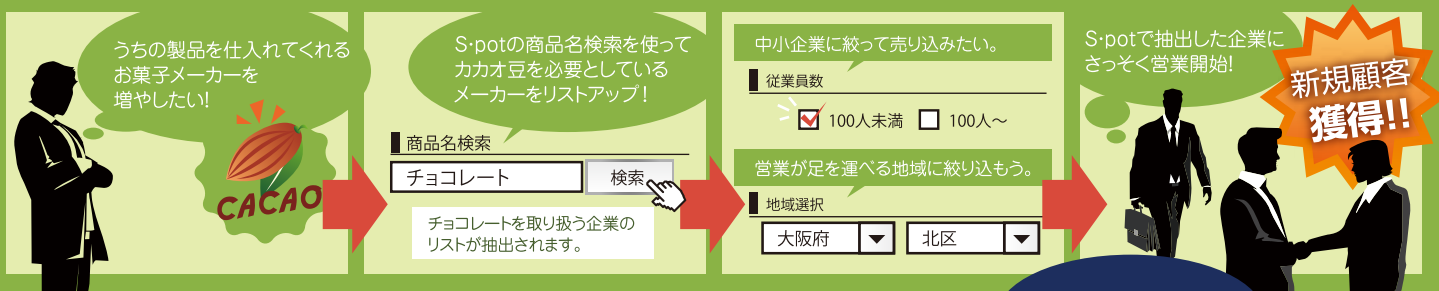 うちの製品を仕入れてくれる
お菓子メーカーを
増やしたい!
CACAO
S・potの商品名検索を使って
カカオ豆を必要としている
メーカーをリストアップ!
商品名検索
チョコレート
検索
チョコレートを取り扱う企業の
リストが抽出されます。
中小企業に絞って売り込みたい。
従業員数
100人未満 100人〜
営業が足を運べる地域に絞り込もう。
地域選択
大阪府 北区
S・potで抽出した企業に
さっそく営業開始!
新規顧客
獲得!!